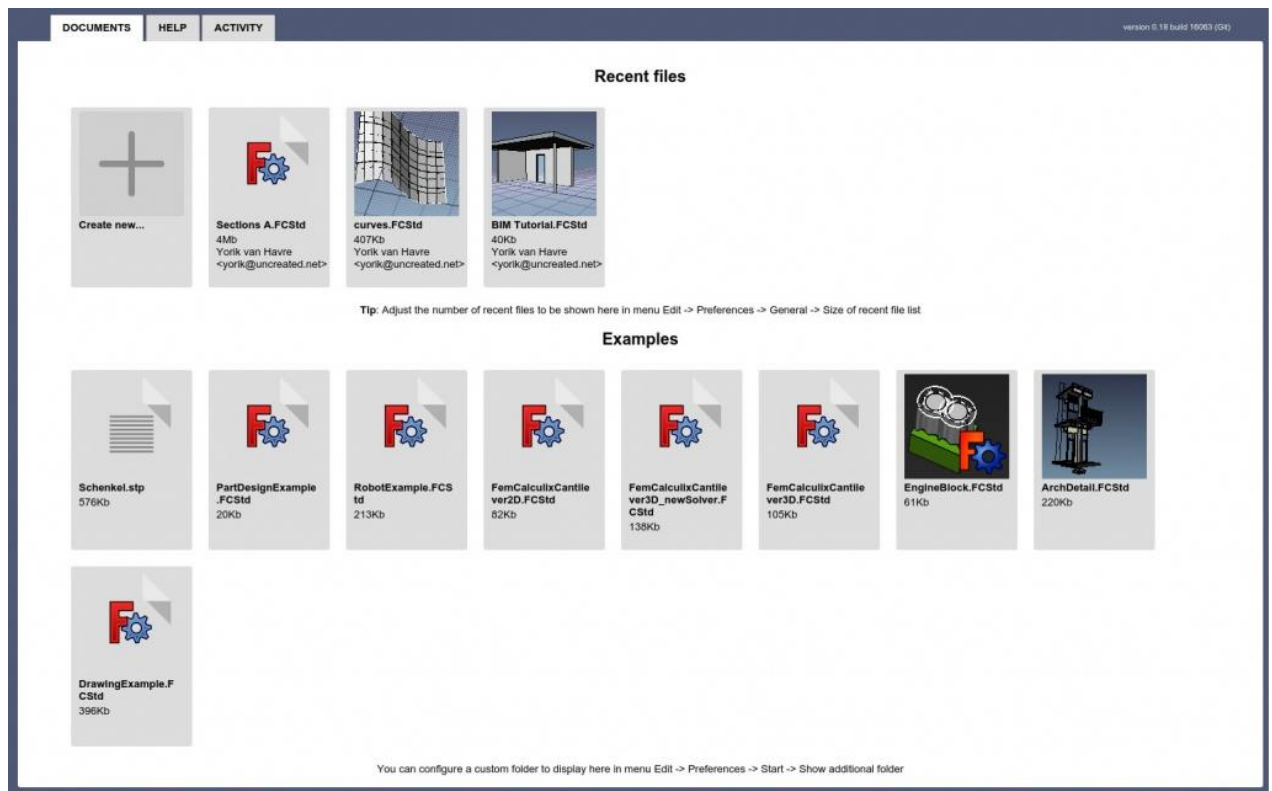 DOCUMENTS HELP ACTIVITY version 0.18 build 16063 (Git)
Recent files
Create new...
Sections A.FCStd
4Mb
Yorik van Havre
<yorik@uncreated.net>
curves.FCStd
407Kb
Yorik van Havre
<yorik@uncreated.net>
BIM Tutorial.FCStd
40Kb
Yorik van Havre
<yorik@uncreated.net>
Tip: Adjust the number of recent files to be shown here in menu Edit -> Preferences -> General -> Size of recent file list
Examples
Schenkel.stp
576Kb
PartDesignExample
.FCStd
20Kb
RobotExample.FCS
td
213Kb
FemCalculixCantile
ver2D.FCStd
82Kb
FemCalculixCantile
ver3D_newSolver.F
CStd
138Kb
FemCalculixCantile
ver3D.FCStd
105Kb
EngineBlock.FCStd
61Kb
ArchDetail.FCStd
220Kb
DrawingExample.F
CStd
396Kb
You can configure a custom folder to display here in menu Edit -> Preferences -> Start -> Show additional folder